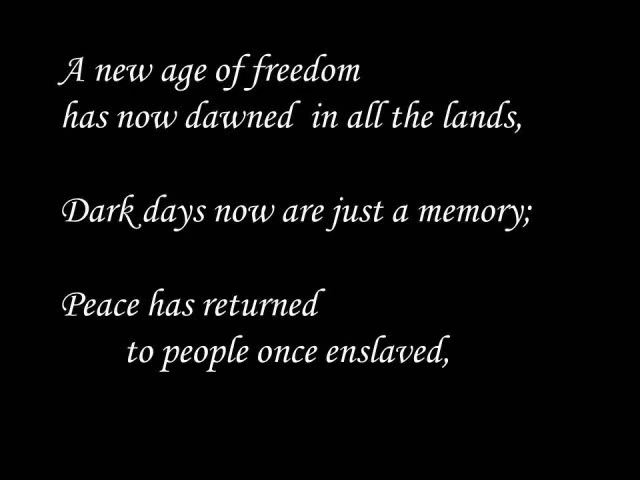 A new age of freedom
has now dawned in all the lands,
Dark days now are just a memory;
Peace has returned
to people once enslaved,